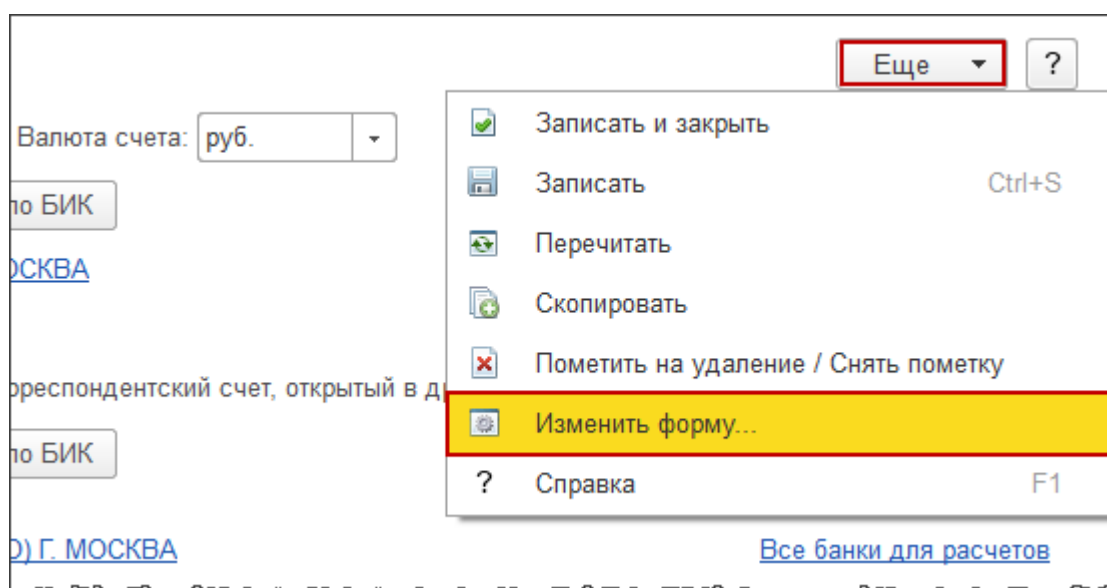 Еще ?
Валюта счета: руб.
Записать и закрыть
Записать Ctrl+S
по БИК
Перечитать
ОСКВА
Скопировать
Пометить на удаление / Снять пометку
орреспондентский счет, открытый в д
Изменить форму...
по БИК
? Справка F1
О) Г. МОСКВА
Все банки для расчетов